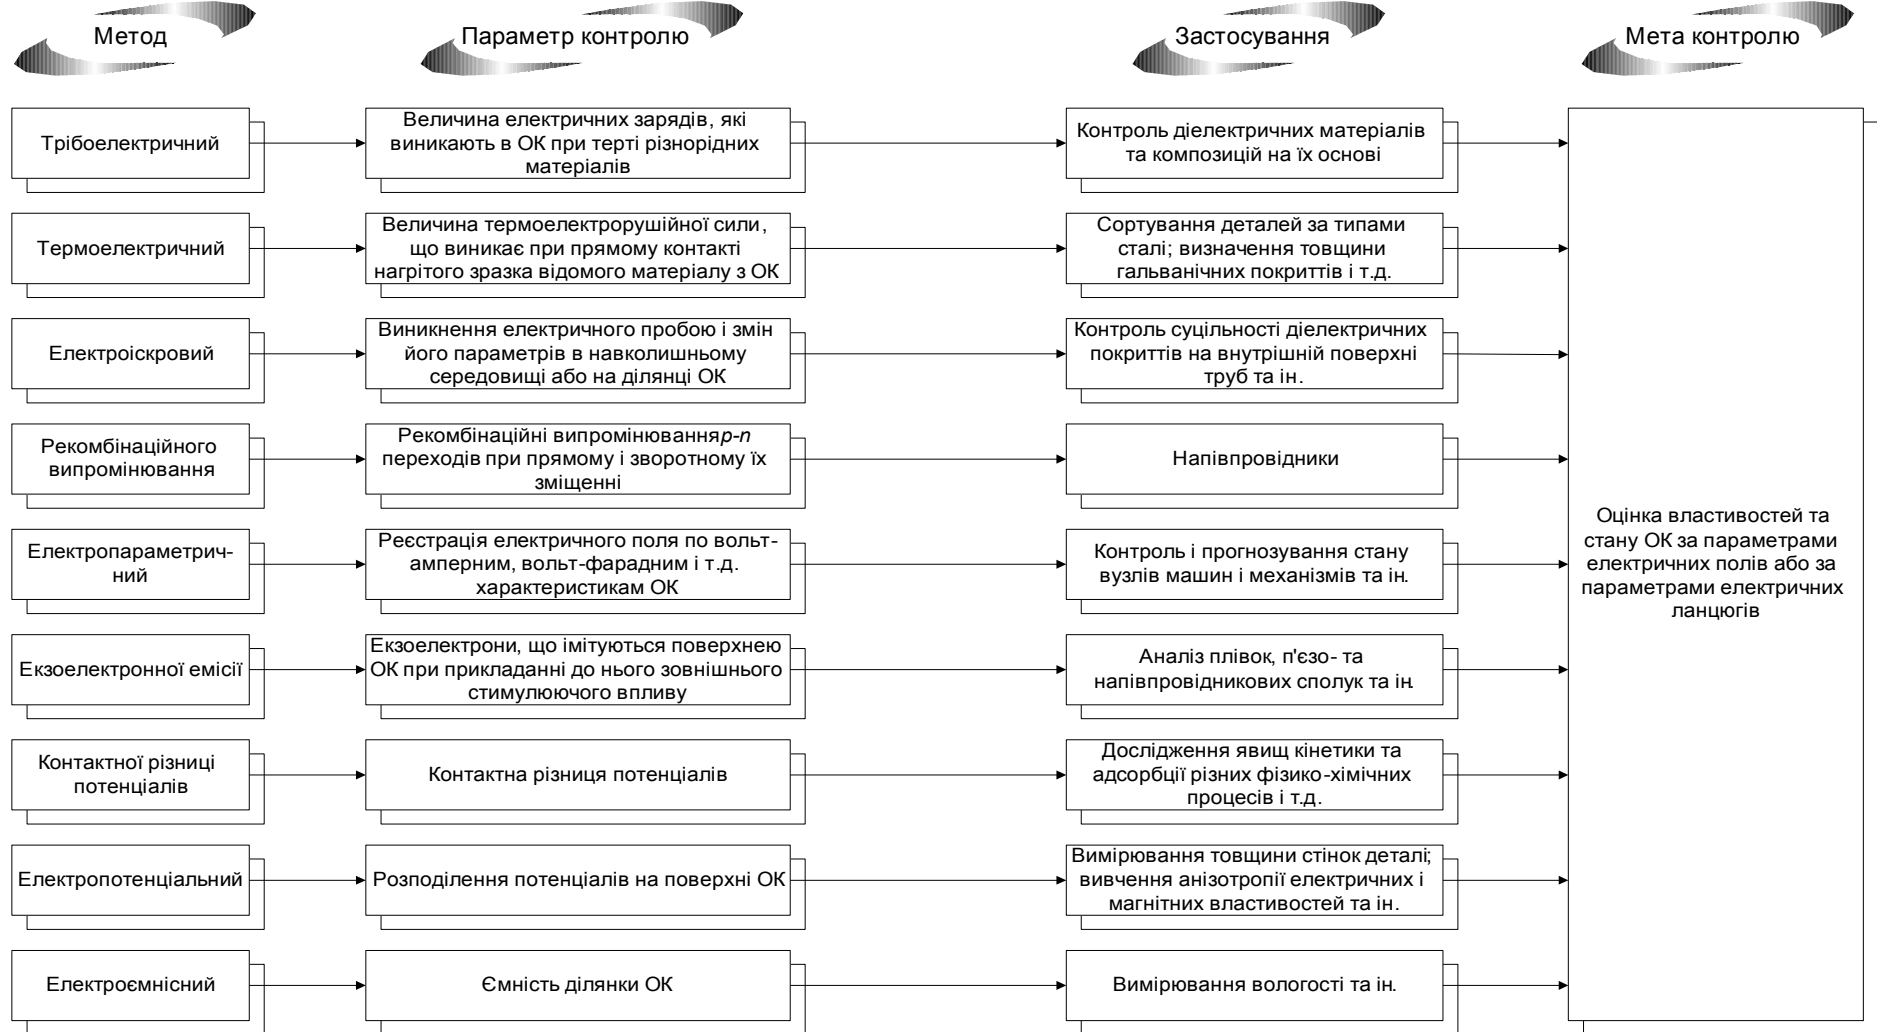 Метод
Параметр контролю
Застосування
Мета контролю
Трібоелектричний
Величина електричних зарядів, які
виникають в ОК при терті різнорідних
матеріалів
Контроль діелектричних матеріалів
та композицій на їх основі
Термоелектричний
Величина термоелектрорушійної сили,
що виникає при прямому контакті
нагрітого зразка відомого матеріалу з ОК
Сортування деталей за типами
сталі; визначення товщини
гальванічних покриттів і т.д.
Електроіскровий
Виникнення електричного пробою і змін
його параметрів в навколишньому
середовищі або на ділянці ОК
Контроль суцільності діелектричних
покриттів на внутрішній поверхні
труб та ін.
Рекомбінаційного
випромінювання
Рекомбінаційні випромінювання p-n
переходів при прямому і зворотному їх
зміщенні
Напівпровідники
Електропараметрич-
ний
Реєстрація електричного поля по вольт-
амперним, вольт-фарадним і т.д.
характеристикам ОК
Контроль і прогнозування стану
вузлів машин і механізмів та ін.
Екзоелектронної емісії
Екзоелектрони, що імітуються поверхнею
ОК при прикладанні до нього зовнішнього
стимулюючого впливу
Аналіз плівок, п'єзо- та
напівпровідникових сполук та ін.
Контактної різниці
потенціалів
Контактна різниця потенціалів
Дослідження явищ кінетики та
адсорбції різних фізико-хімічних
процесів і т.д.
Електропотенціальний
Розподілення потенціалів на поверхні ОК
Вимірювання товщини стінок деталі;
вивчення анізотропії електричних і
магнітних властивостей та ін.
Електроємнісний
Ємність ділянки ОК
Вимірювання вологості та ін.
Оцінка властивостей та
стану ОК за параметрами
електричних полів або за
параметрами електричних
ланцюгів